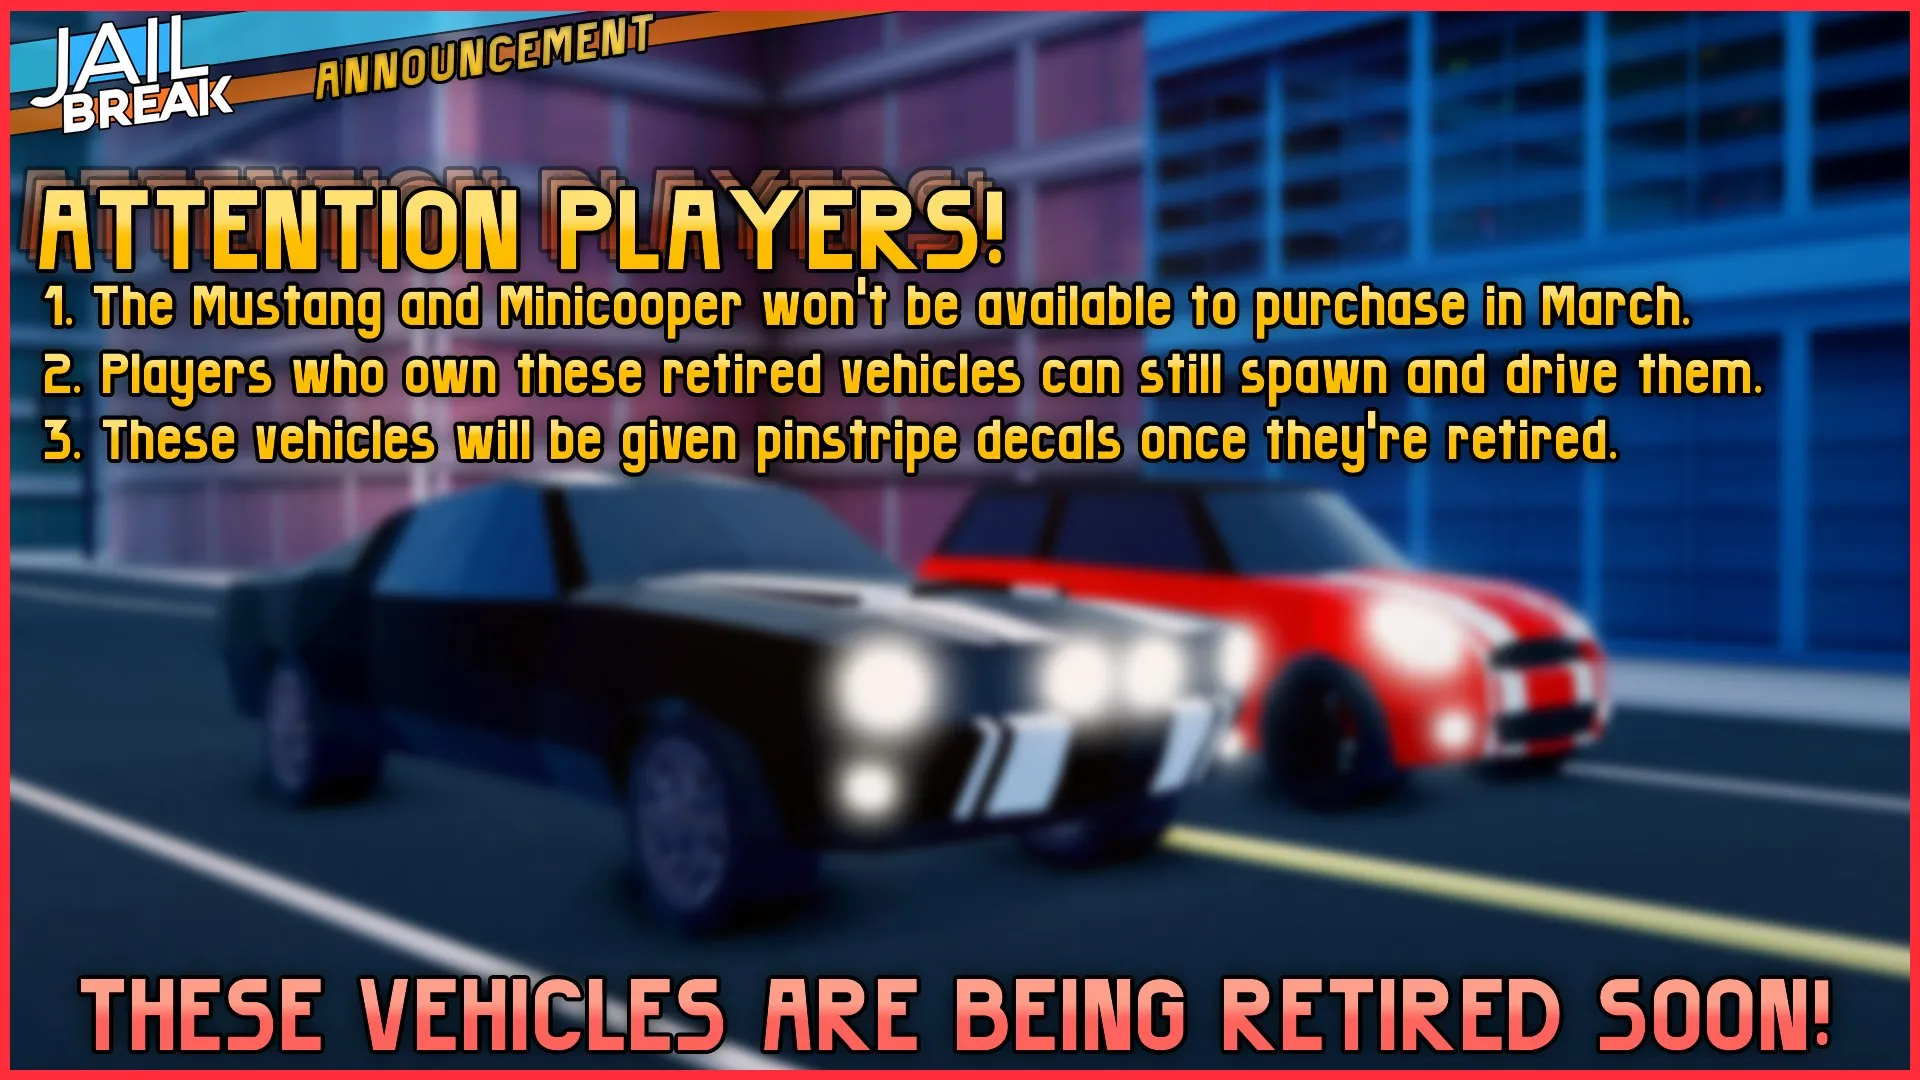 JAIL
BREAK
ANNOUNCEMENT
ATTENTION PLAYERS!
1. The Mustang and Minicooper won't be available to purchase in March.
2. Players who own these retired vehicles can still spawn and drive them.
3. These vehicles will be given pinstripe decals once they're retired.
THESE VEHICLES ARE BEING RETIRED SOON!